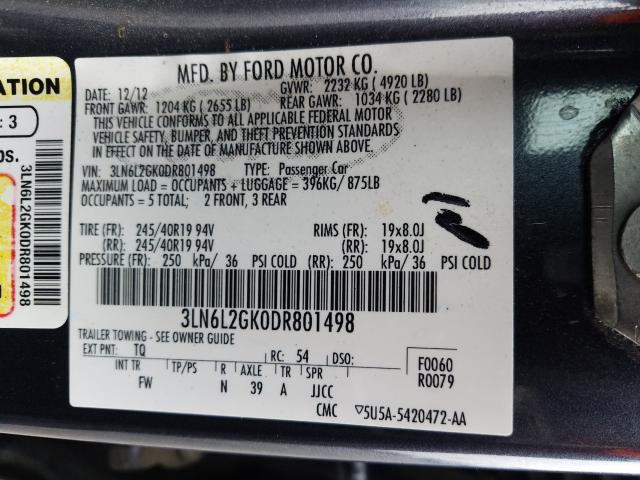 ATION
: 3
os.
3LN6L2GK0DR801498
MFD. BY FORD MOTOR CO.
DATE: 12/12 GVWR: 2232 KG ( 4920 LB)
FRONT GAWR: 1204 KG ( 2655 LB) REAR GAWR: 1034 KG ( 2280 LB)
THIS VEHICLE CONFORMS TO ALL APPLICABLE FEDERAL MOTOR
VEHICLE SAFETY, BUMPER, AND THEFT PREVENTION STANDARDS
IN EFFECT ON THE DATE OF MANUFACTURE SHOWN ABOVE.
VIN: 3LN6L2GK0DR801498 TYPE: Passenger Car
MAXIMUM LOAD = OCCUPANTS + LUGGAGE = 396KG/ 875LB
OCCUPANTS = 5 TOTAL; 2 FRONT, 3 REAR
TIRE (FR): 245/40R19 94V RIMS (FR): 19x8.0J
(RR): 245/40R19 94V (RR): 19x8.0J
PRESSURE (FR): 250 kPa/ 36 PSI COLD (RR): 250 kPa/ 36 PSI COLD
3LN6L2GK0DR801498
TRAILER TOWING - SEE OWNER GUIDE
EXT PNT: TQ RC: 54 DSO: F0060
INT TR TP/PS R AXLE TR SPR R0079
FW N 39 A JJCC
CMC ▽5U5A-5420472-AA